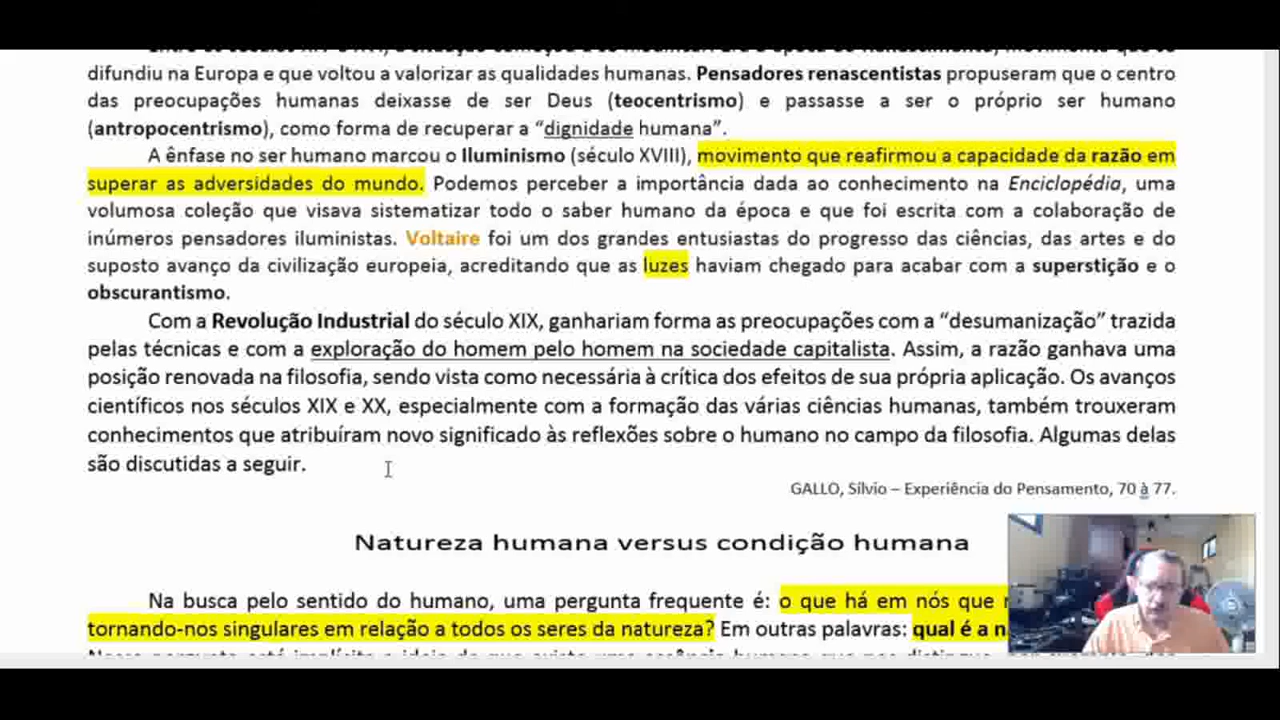 difundiu na Europa e que voltou a valorizar as qualidades humanas. Pensadores renascentistas propuseram que o centro
das preocupações humanas deixasse de ser Deus (teocentrismo) e passasse a ser o próprio ser humano
(antropocentrismo), como forma de recuperar a “dignidade humana”.
A ênfase no ser humano marcou o Iluminismo (século XVIII), movimento que reafirmou a capacidade da razão em
superar as adversidades do mundo. Podemos perceber a importância dada ao conhecimento na Enciclopédia, uma
volumosa coleção que visava sistematizar todo o saber humano da época e que foi escrita com a colaboração de
inúmeros pensadores iluministas. Voltaire foi um dos grandes entusiastas do progresso das ciências, das artes e do
suposto avanço da civilização europeia, acreditando que as luzes haviam chegado para acabar com a superstição e o
obscurantismo.
Com a Revolução Industrial do século XIX, ganhariam forma as preocupações com a “desumanização” trazida
pelas técnicas e com a exploração do homem pelo homem na sociedade capitalista. Assim, a razão ganhava uma
posição renovada na filosofia, sendo vista como necessária à crítica dos efeitos de sua própria aplicação. Os avanços
científicos nos séculos XIX e XX, especialmente com a formação das várias ciências humanas, também trouxeram
conhecimentos que atribuíram novo significado às reflexões sobre o humano no campo da filosofia. Algumas delas
são discutidas a seguir.
GALLO, Sílvio – Experiência do Pensamento, 70 à 77.
Natureza humana versus condição humana
Na busca pelo sentido do humano, uma pergunta frequente é: o que há em nós que
tornando-nos singulares em relação a todos os seres da natureza? Em outras palavras: qual é a